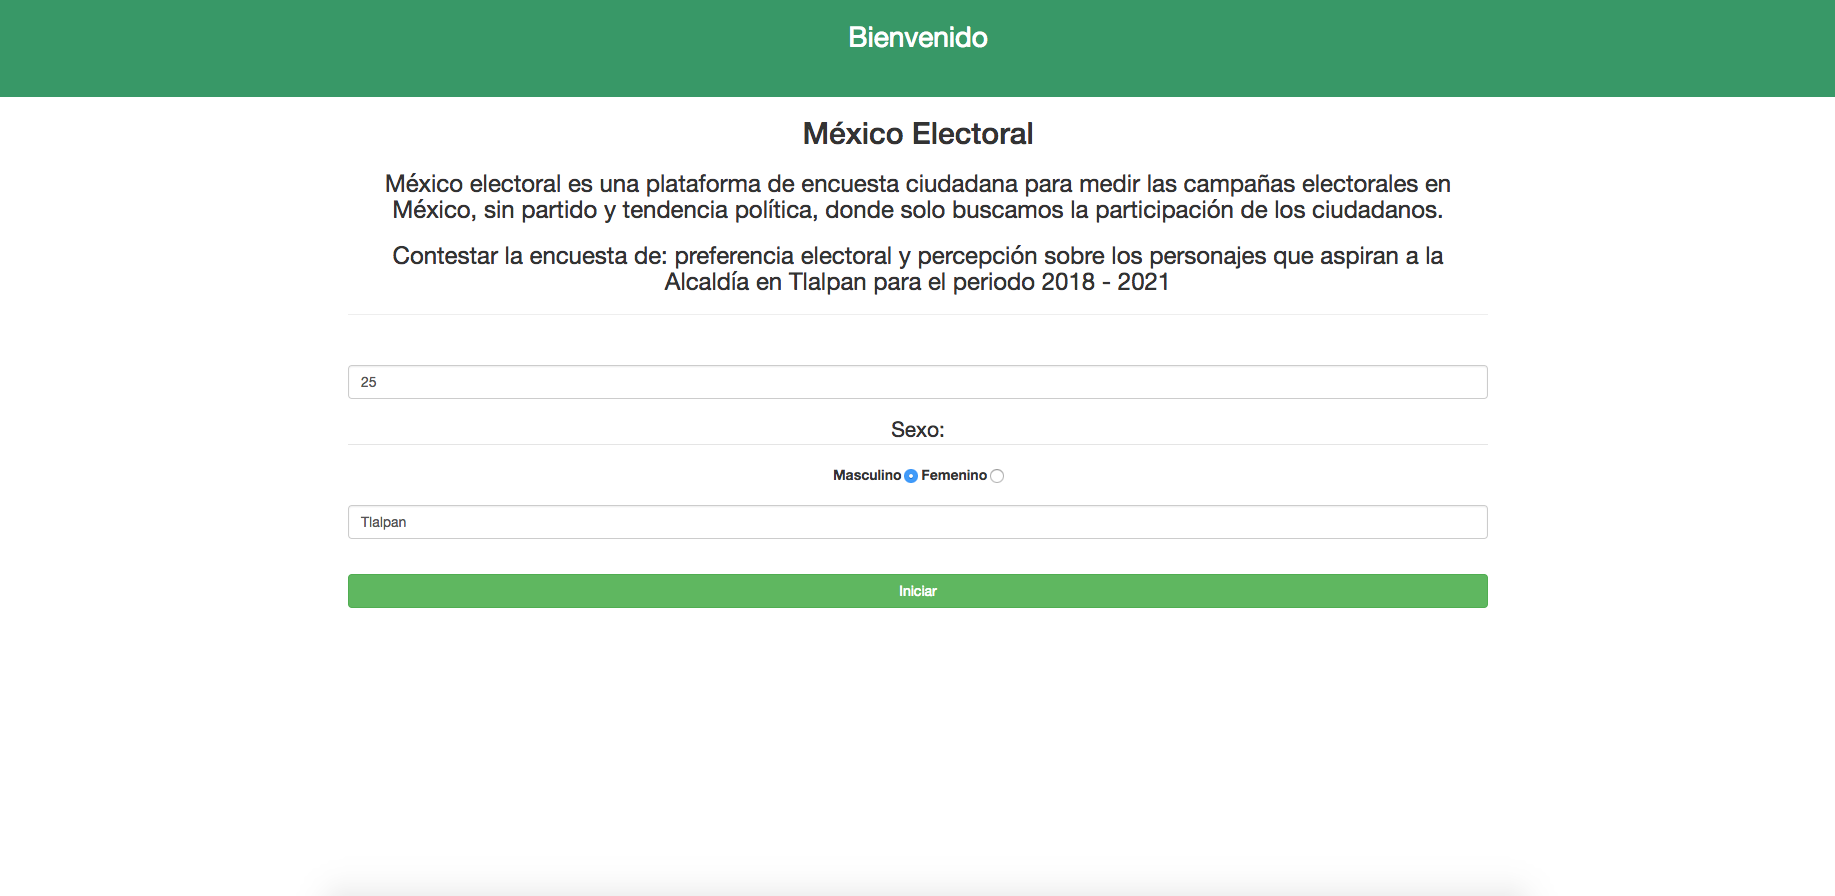 Bienvenido
México Electoral
México electoral es una plataforma de encuesta ciudadana para medir las campañas electorales en
México, sin partido y tendencia política, donde solo buscamos la participación de los ciudadanos.
Contestar la encuesta de: preferencia electoral y percepción sobre los personajes que aspiran a la
Alcaldía en Tlalpan para el periodo 2018 - 2021
25
Sexo:
Masculino Femenino
Tlalpan
Iniciar